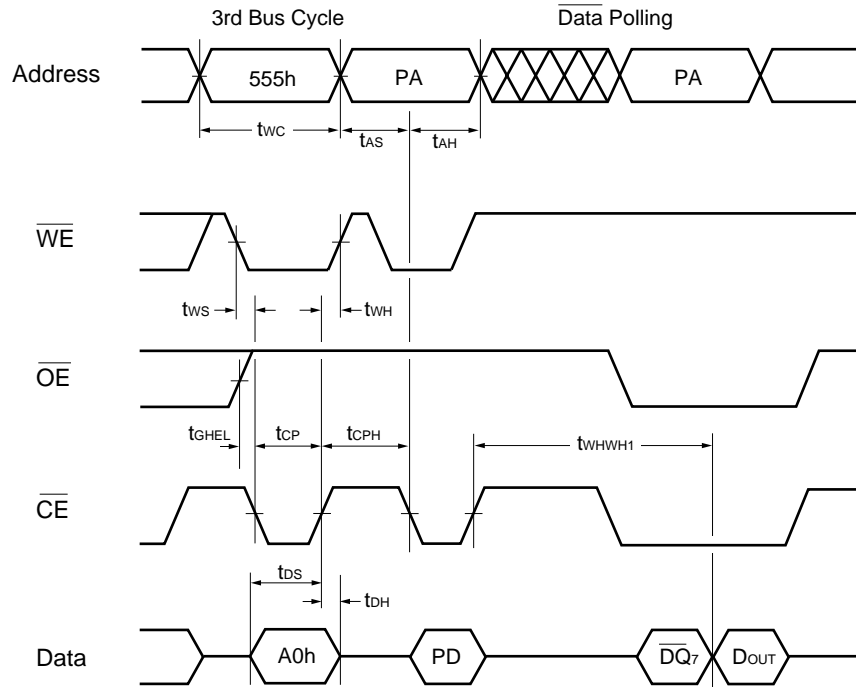 3rd Bus Cycle
Data Polling
Address
555h
PA
PA
tWC
tAS
tAH
WE
tWS
tWH
OE
tGHEL
tCP
tCPH
tWHWH1
CE
tDS
tDH
Data
A0h
PD
DQ7
DOUT